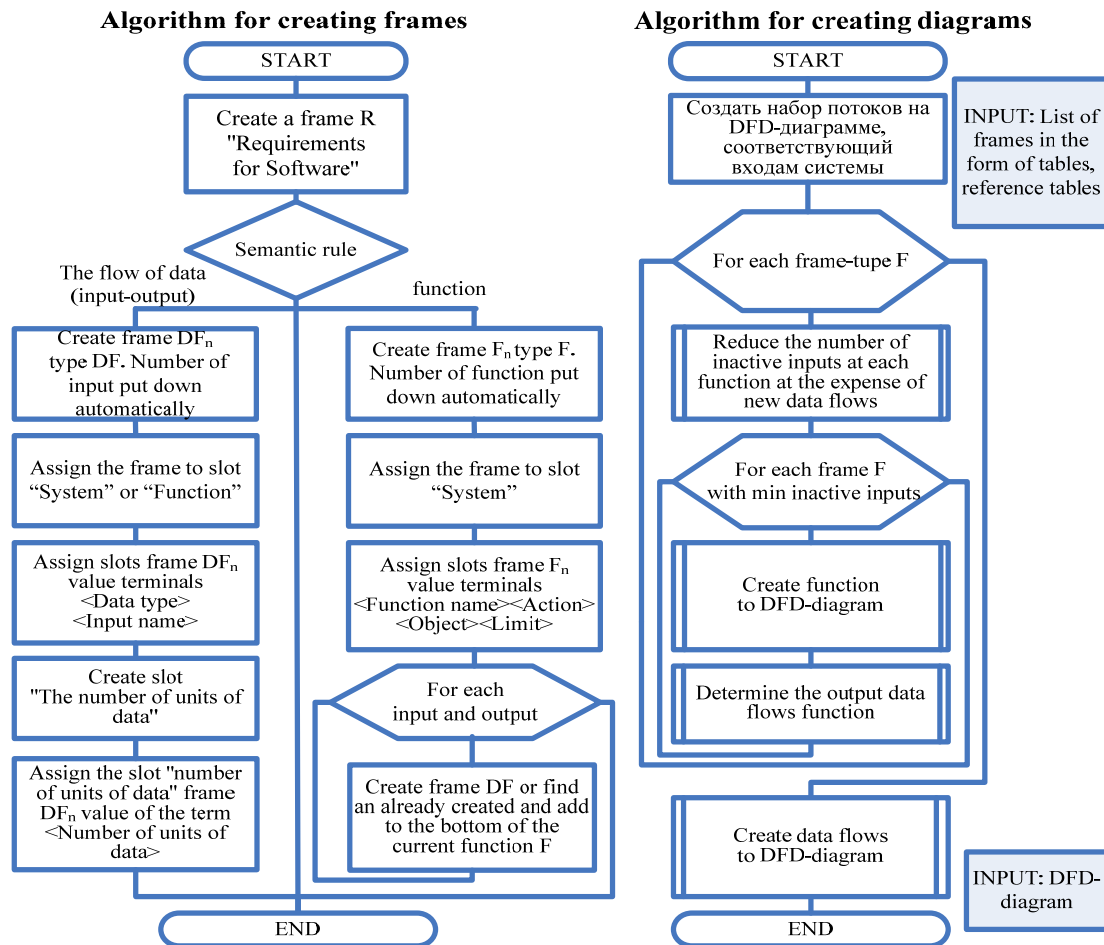 Algorithm for creating frames
START
Create a frame R
"Requirements
for Software"
Semantic rule
The flow of data
(input-output)
function
Create frame DFn
type DF. Number of
input put down
automatically
Assign the frame to slot
“System” or “Function”
Assign slots frame DFn
value terminals
<Data type>
<Input name>
Create slot
"The number of units of
data"
Assign the slot "number
of units of data" frame
DFn value of the term
<Number of units of
data>
Create frame Fn type F.
Number of function put
down automatically
Assign the frame to slot
“System”
Assign slots frame Fn
value terminals
<Function name><Action>
<Object><Limit>
For each
input and output
Create frame DF or find
an already created and add
to the bottom of the
current function F
END
Algorithm for creating diagrams
START
Создать набор потоков на
DFD-диаграмме,
соответствующий
входам системы
INPUT: List of
frames in the
form of tables,
reference tables
For each frame-tupe F
Reduce the number of
inactive inputs at each
function at the expense of
new data flows
For each frame F
with min inactive inputs
Create function
to DFD-diagram
Determine the output data
flows function
Create data flows
to DFD-diagram
INPUT: DFD-
diagram
END